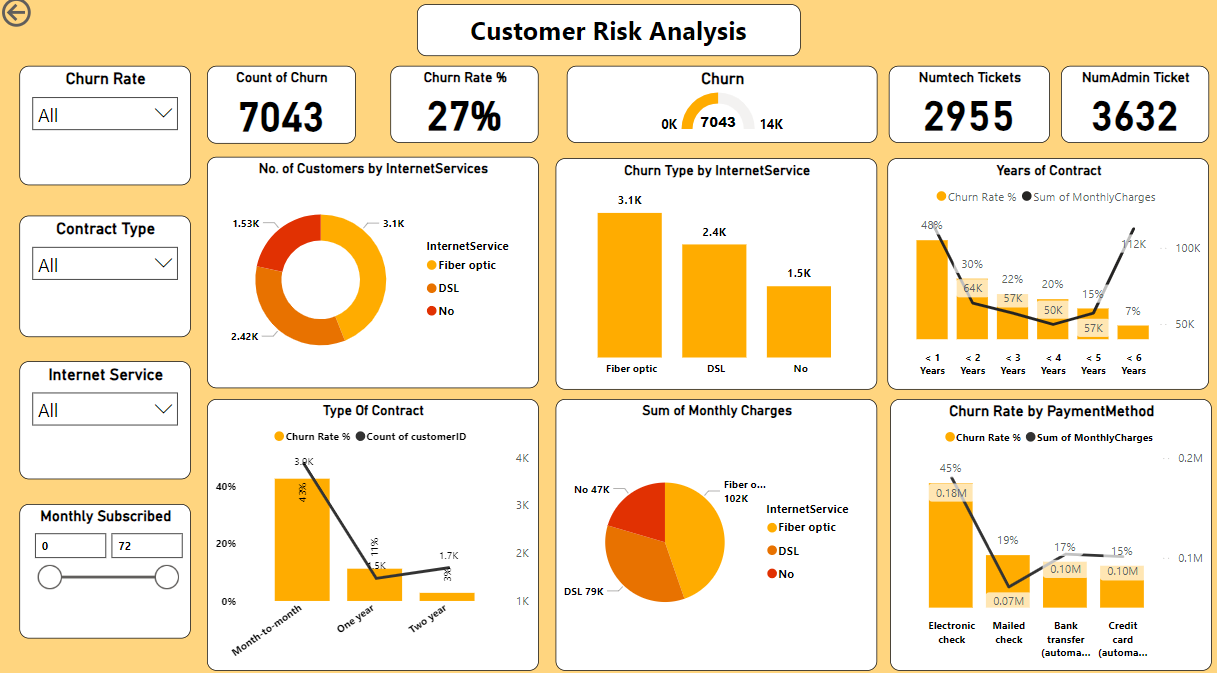 Customer Risk Analysis
Churn Rate
All
Contract Type
All
Internet Service
All
Monthly Subscribed
0
72
Count of Churn
7043
Churn Rate %
27%
Churn
0K
7043
14K
Numtech Tickets
2955
NumAdmin Ticket
3632
No. of Customers by InternetServices
1.53K
3.1K
2.42K
InternetService
Fiber optic
DSL
No
Churn Type by InternetService
3.1K
2.4K
1.5K
Fiber optic
DSL
No
Years of Contract
Churn Rate %
Sum of MonthlyCharges
48%
30%
22%
20%
15%
7%
64K
57K
50K
57K
112K
100K
50K
< 1
Years
< 2
Years
< 3
Years
< 4
Years
< 5
Years
< 6
Years
Type Of Contract
Churn Rate %
Count of customerID
3.9K
43%
11%
1.5K
1.7K
3%
40%
20%
0%
4K
3K
2K
1K
Month-to-month
One year
Two year
Sum of Monthly Charges
No 47K
Fiber o...
102K
DSL 79K
InternetService
Fiber optic
DSL
No
Churn Rate by PaymentMethod
Churn Rate %
Sum of MonthlyCharges
45%
19%
17%
15%
0.18M
0.07M
0.10M
0.10M
0.2M
0.1M
Electronic
check
Mailed
check
Bank
transfer
(automa...
Credit
card
(automa...